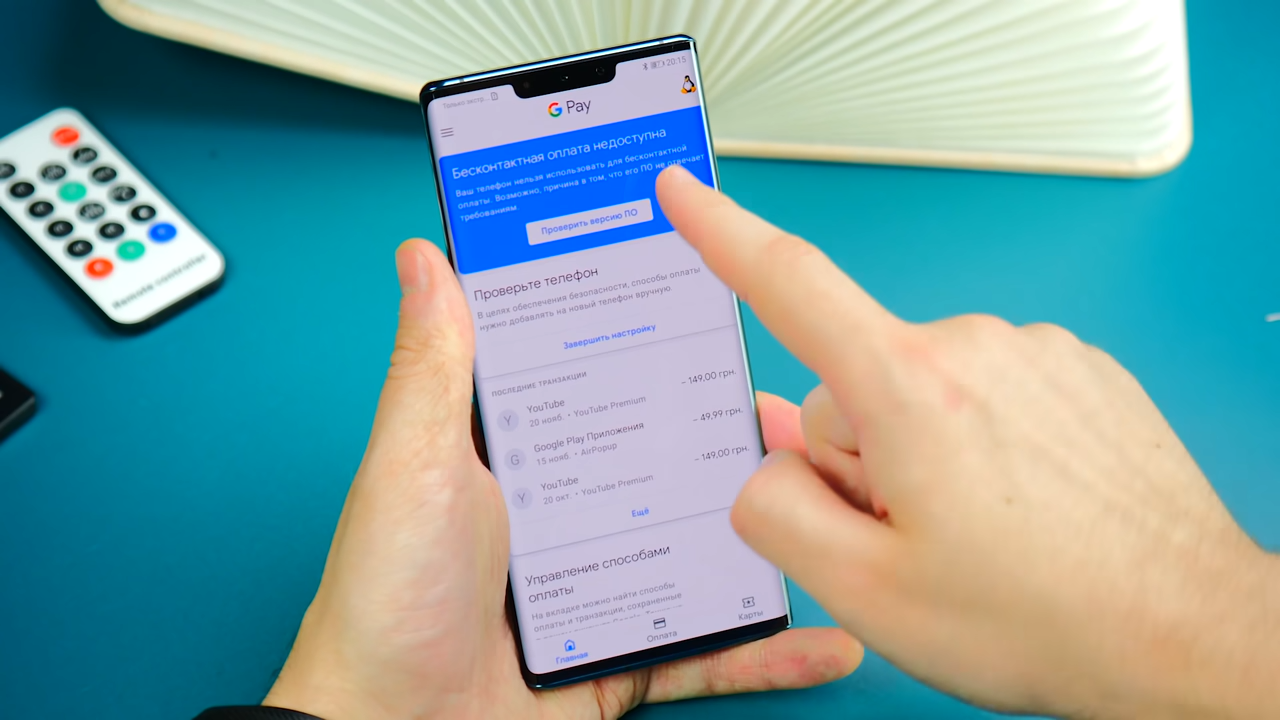 Только экстр...
20:15
G Pay
Бесконтактная оплата недоступна
Ваш телефон нельзя использовать для бесконтактной
оплаты. Возможно, причина в том, что его ПО не отвечает
требованиям.
Проверить версию ПО
Проверьте телефон
В целях обеспечения безопасности, способы оплаты
нужно добавлять на новый телефон вручную.
Завершить настройку
ПОСЛЕДНИЕ ТРАНЗАКЦИИ
Y YouTube – 149,00 грн.
20 нояб. • YouTube Premium
G Google Play Приложения – 49,99 грн.
15 нояб. • AirPopup
Y YouTube – 149,00 грн.
20 окт. • YouTube Premium
Ещё
Управление способами
оплаты
На вкладке можно найти способы
оплаты и транзакции, сохраненные
Главная
Оплата
Карты
Remote controller